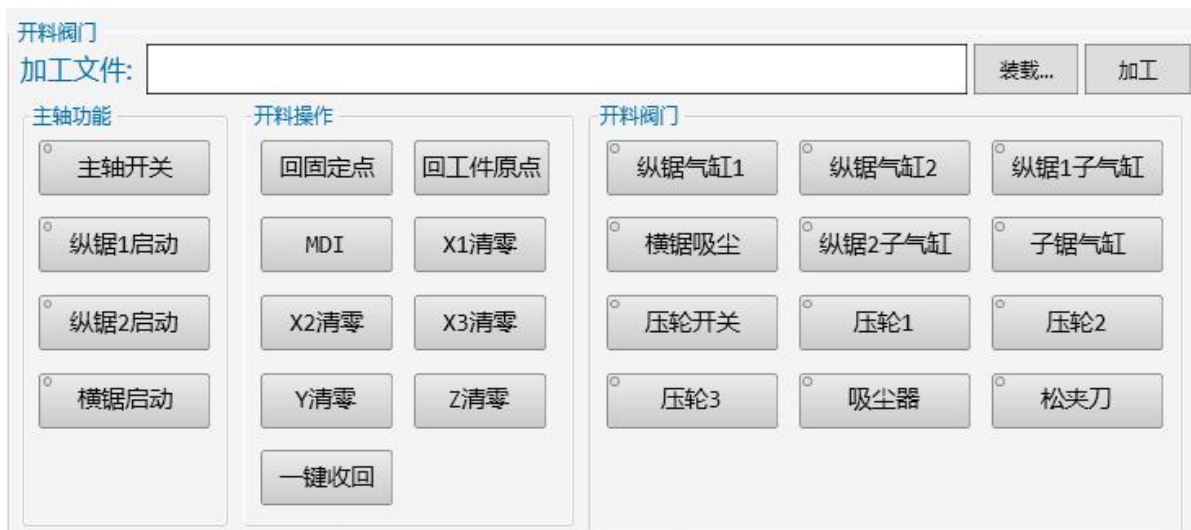 开料阀门
加工文件: 装载... 加工
主轴功能 开料操作 开料阀门
主轴开关 回固定点 回工件原点 纵锯气缸1 纵锯气缸2 纵锯1子气缸
纵锯1启动 MDI X1清零 横锯吸尘 纵锯2子气缸 子锯气缸
纵锯2启动 X2清零 X3清零 压轮开关 压轮1 压轮2
横锯启动 Y清零 Z清零 压轮3 吸尘器 松夹刀
一键收回